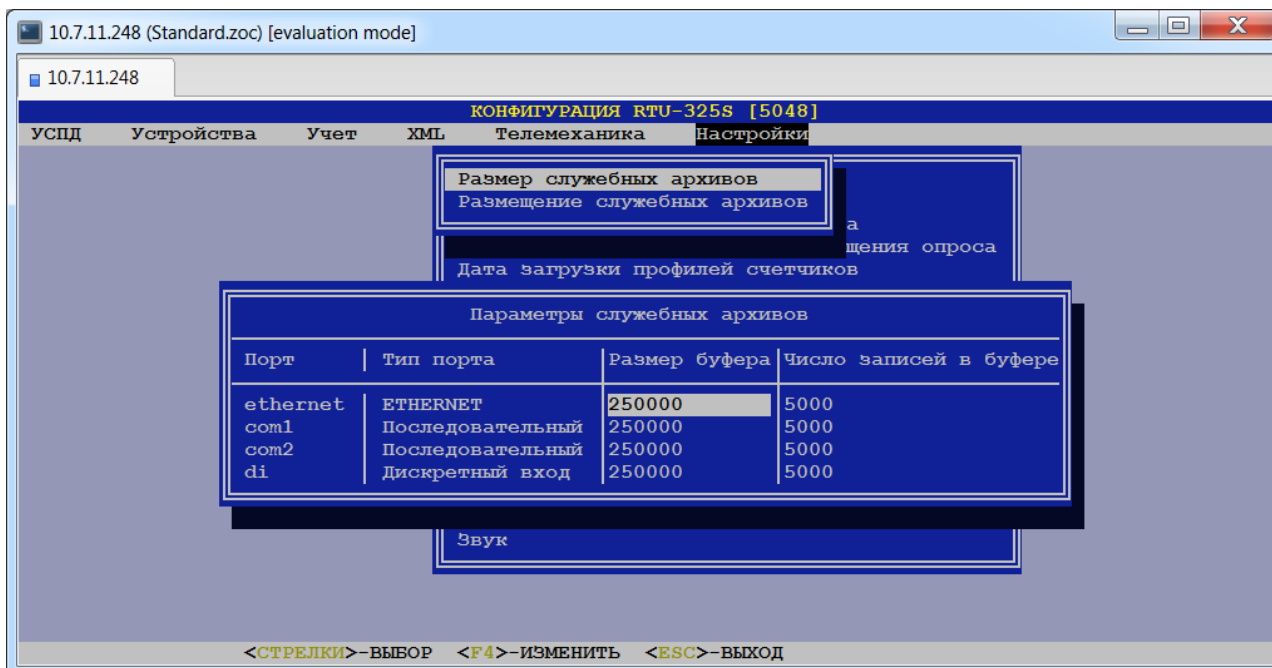 10.7.11.248 (Standard.zoc) [evaluation mode]
10.7.11.248
КОНФИГУРАЦИЯ RTU-325S [5048]
УСПД Устройства Учет XML Телемеханика Настройки
Размер служебных архивов
Размещение служебных архивов
а
щения опроса
Дата загрузки профилей счетчиков
Параметры служебных архивов
Порт Тип порта Размер буфера Число записей в буфере
ethernet ETHERNET 250000 5000
com1 Последовательный 250000 5000
com2 Последовательный 250000 5000
di Дискретный вход 250000 5000
Звук
<СТРЕЛКИ>-ВЫБОР <F4>-ИЗМЕНИТЬ <ESC>-ВЫХОД